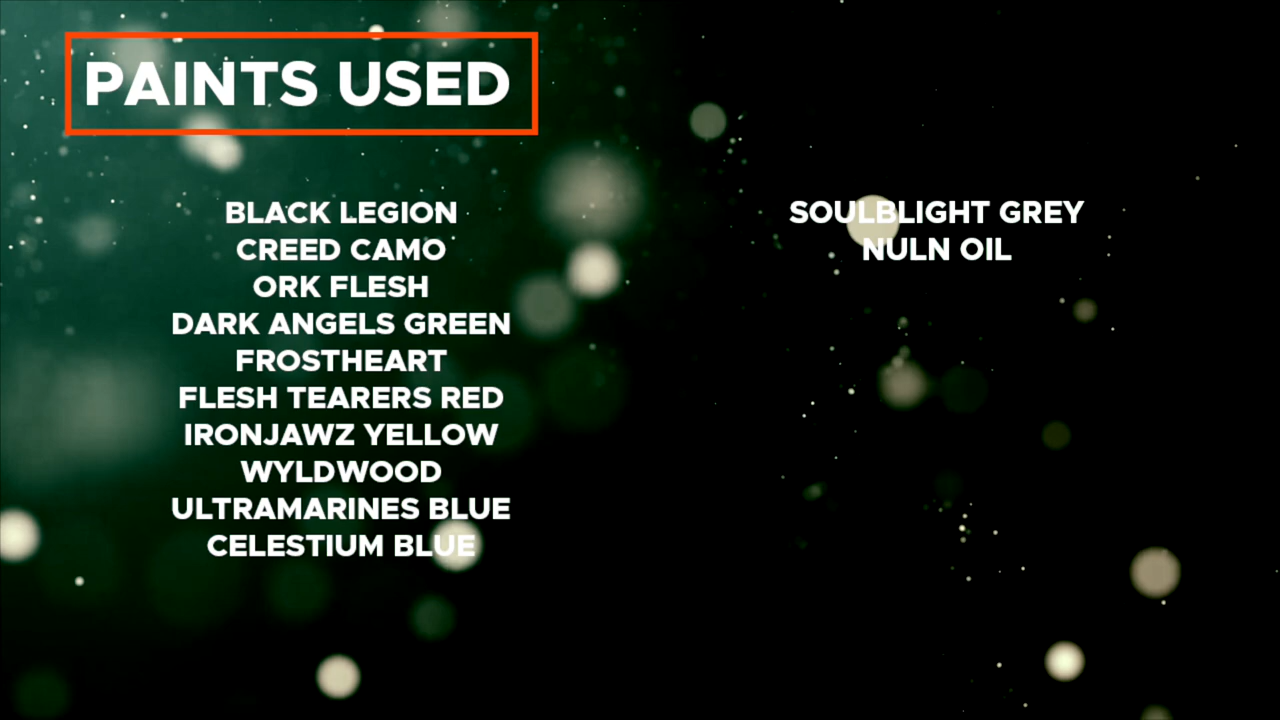 PAINTS USED
BLACK LEGION
CREED CAMO
ORK FLESH
DARK ANGELS GREEN
FROSTHEART
FLESH TEARERS RED
IRONJAWZ YELLOW
WYLDWOOD
ULTRAMARINES BLUE
CELESTIUM BLUE
SOULBLIGHT GREY
NULN OIL